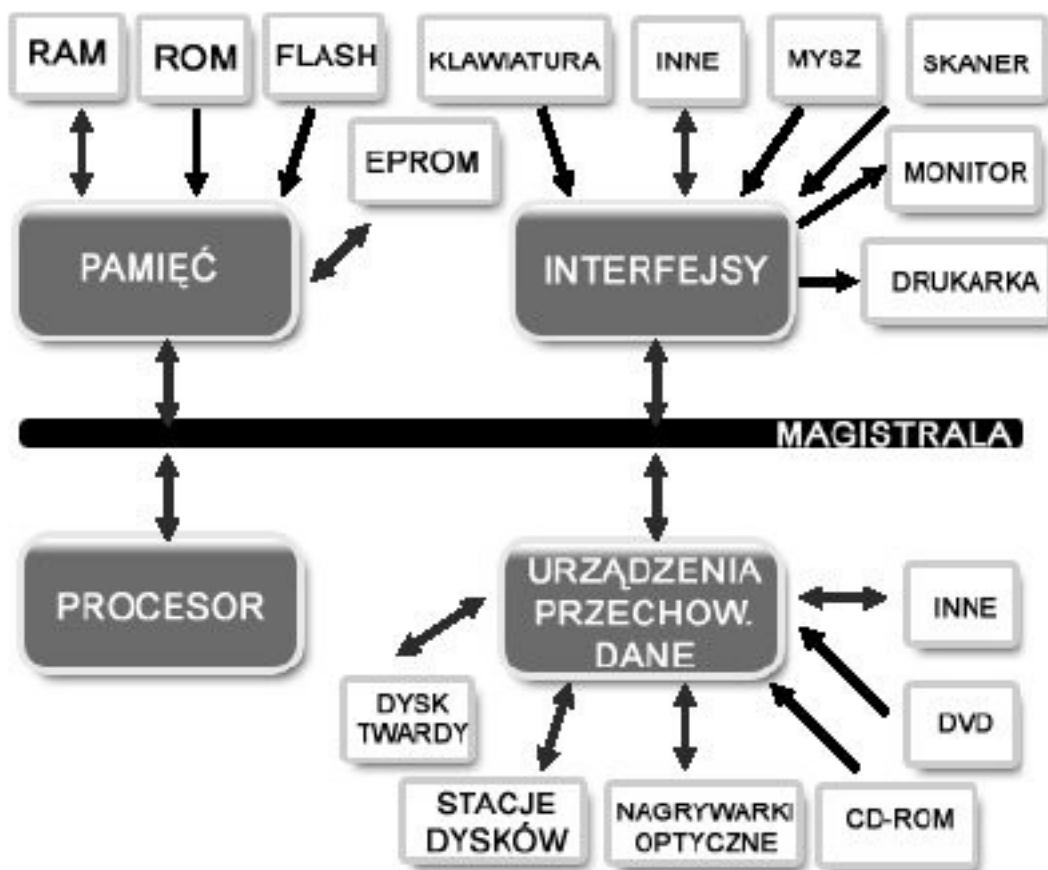 RAM
ROM
FLASH
KLAWIATURA
INNE
MYSZ
SKANER
EPROM
MONITOR
PAMIĘĆ
INTERFEJSY
DRUKARKA
MAGISTRALA
PROCESOR
URZĄDZENIA
PRZECHOW.
DANE
INNE
DYSK
TWARDY
DVD
STACJE
DYSKÓW
NAGRYWARKI
OPTYCZNE
CD-ROM